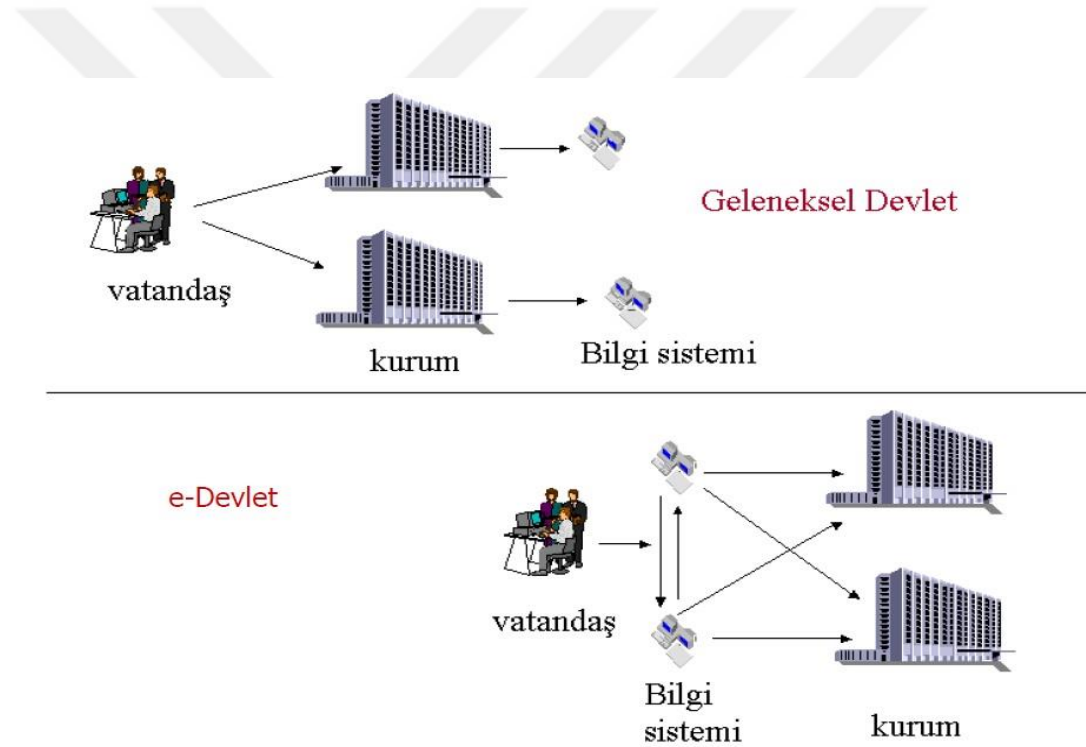 Geleneksel Devlet
vatandaş
kurum
Bilgi sistemi
e-Devlet
vatandaş
Bilgi
sistemi
kurum